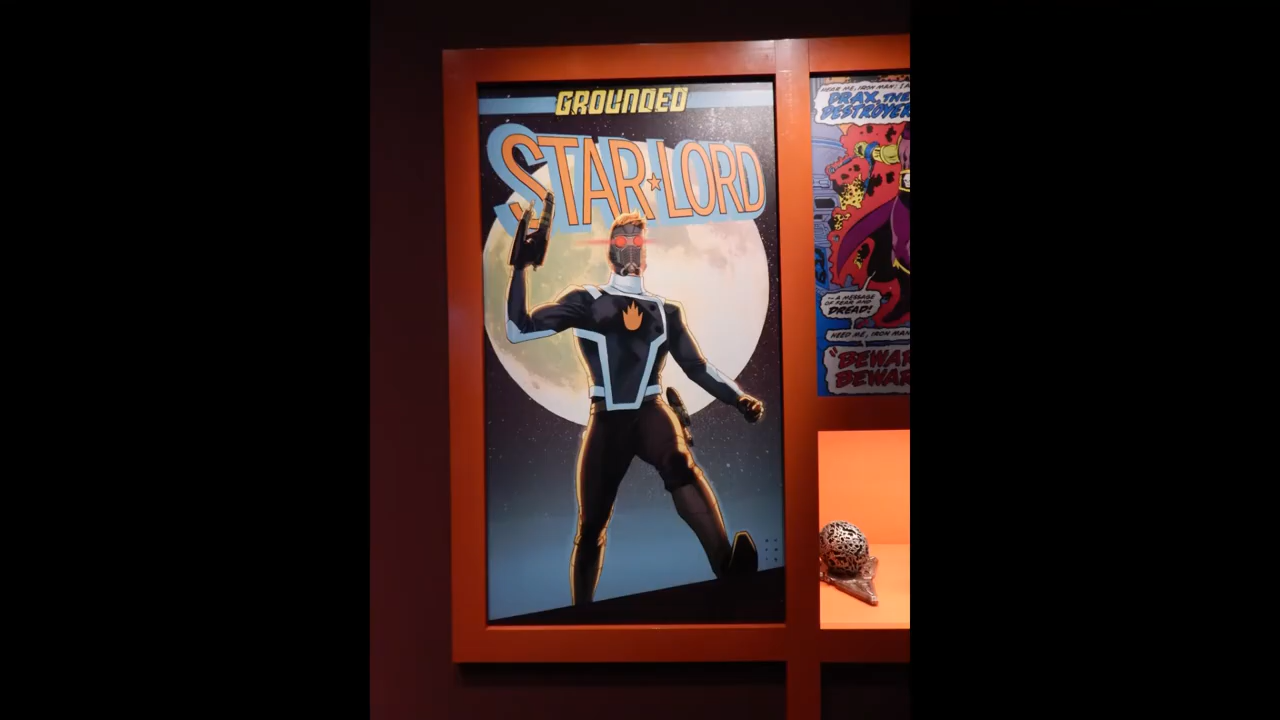 GROUNDED
STAR★LORD
HEAR ME, IRON MAN!
DRAX, THE
DESTROYER
--A MESSAGE
OF FEAR AND
DREAD!
HEED ME, IRON MAN
"BEWAR
BEWAR